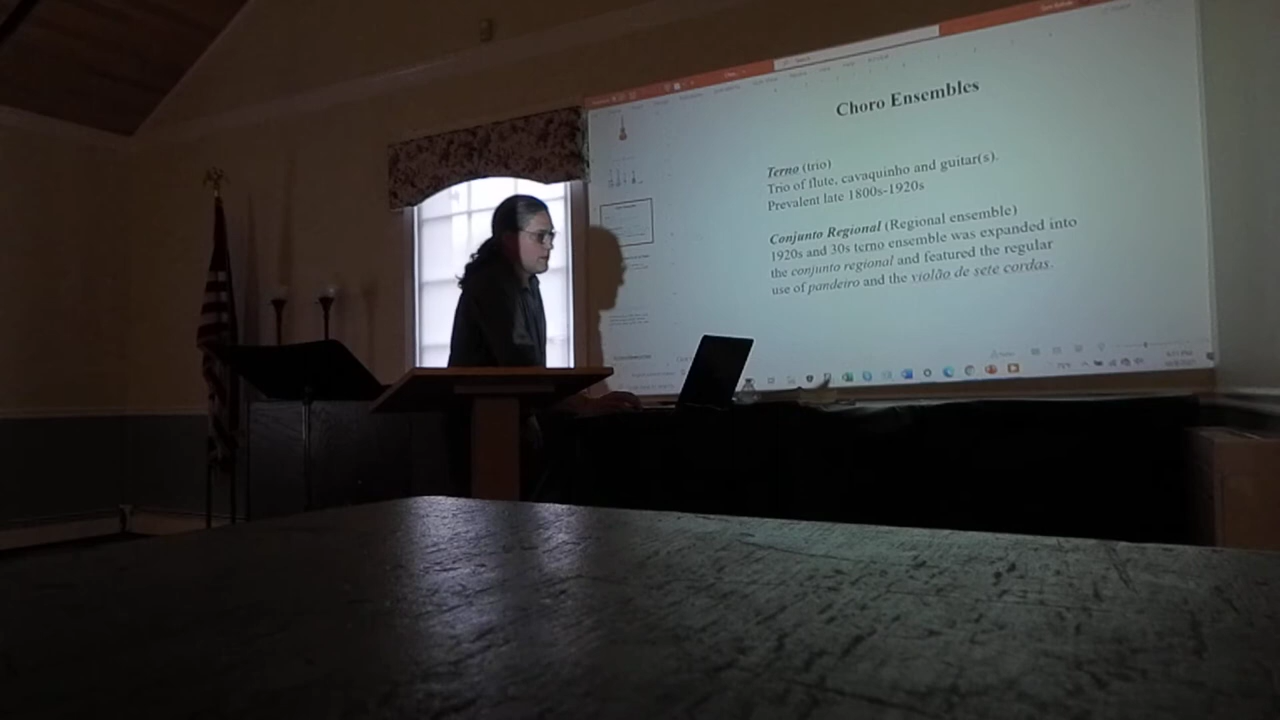 Choro Ensembles
Terno (trio)
Trio of flute, cavaquinho and guitar(s).
Prevalent late 1800s-1920s
Conjunto Regional (Regional ensemble)
1920s and 30s terno ensemble was expanded into
the conjunto regional and featured the regular
use of pandeiro and the violão de sete cordas.